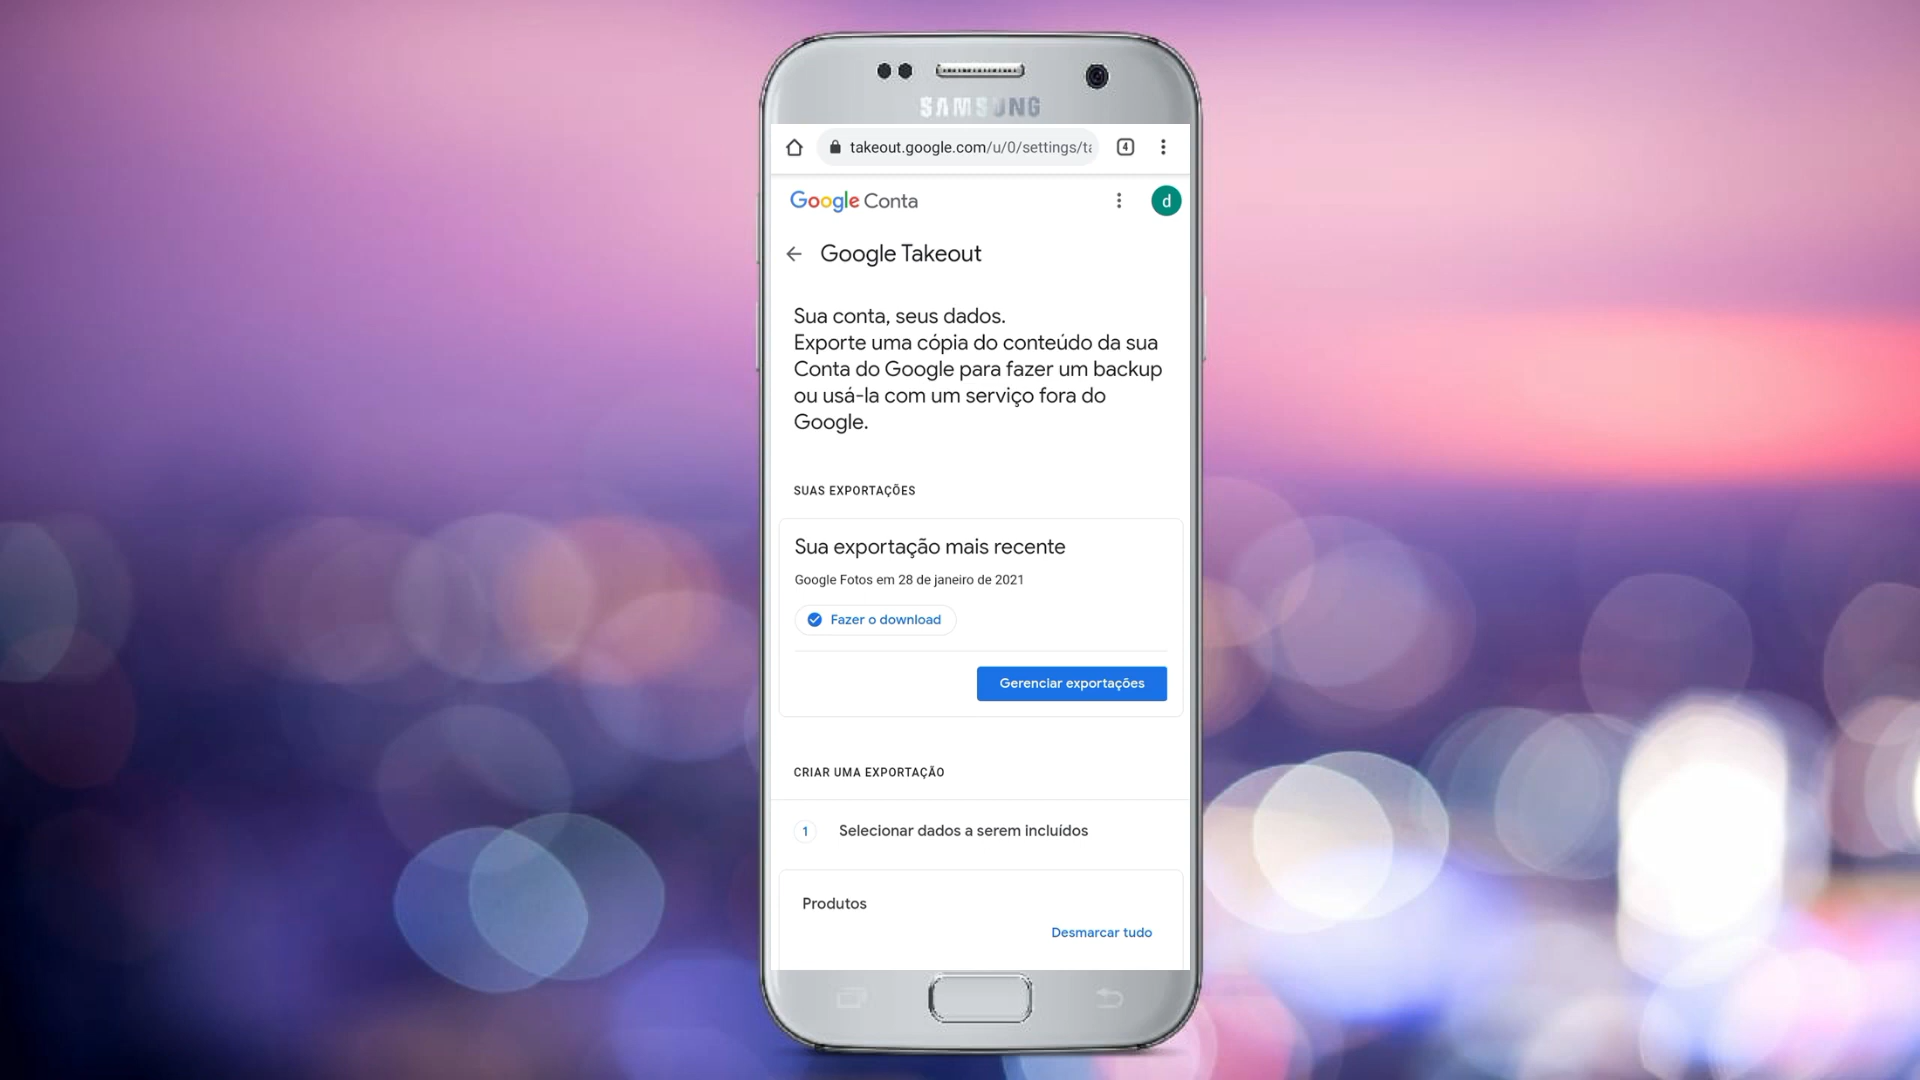 SAMSUNG
takeout.google.com/u/0/settings/ta
4
Google Conta
d
Google Takeout
Sua conta, seus dados.
Exporte uma cópia do conteúdo da sua
Conta do Google para fazer um backup
ou usá-la com um serviço fora do
Google.
SUAS EXPORTAÇÕES
Sua exportação mais recente
Google Fotos em 28 de janeiro de 2021
Fazer o download
Gerenciar exportações
CRIAR UMA EXPORTAÇÃO
1 Selecionar dados a serem incluídos
Produtos
Desmarcar tudo